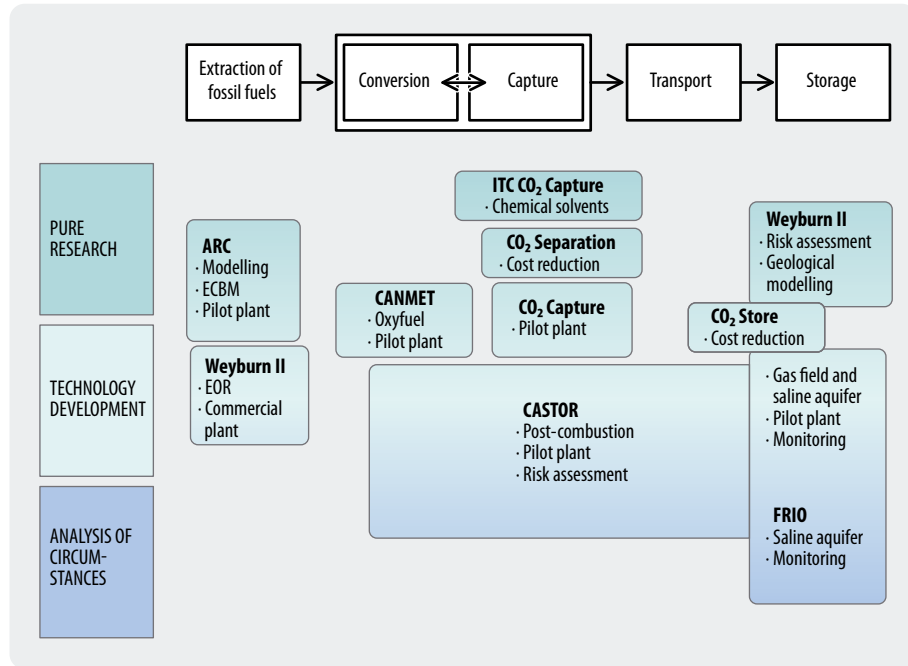 Extraction of
fossil fuels
Conversion
Capture
Transport
Storage
PURE
RESEARCH
TECHNOLOGY
DEVELOPMENT
ANALYSIS OF
CIRCUM-
STANCES
ARC
· Modelling
· ECBM
· Pilot plant
Weyburn II
· EOR
· Commercial
plant
CANMET
· Oxyfuel
· Pilot plant
ITC CO₂ Capture
· Chemical solvents
CO₂ Separation
· Cost reduction
CO₂ Capture
· Pilot plant
CASTOR
· Post-combustion
· Pilot plant
· Risk assessment
Weyburn II
· Risk assessment
· Geological
modelling
CO₂ Store
· Cost reduction
· Gas field and
saline aquifer
· Pilot plant
· Monitoring
FRIO
· Saline aquifer
· Monitoring